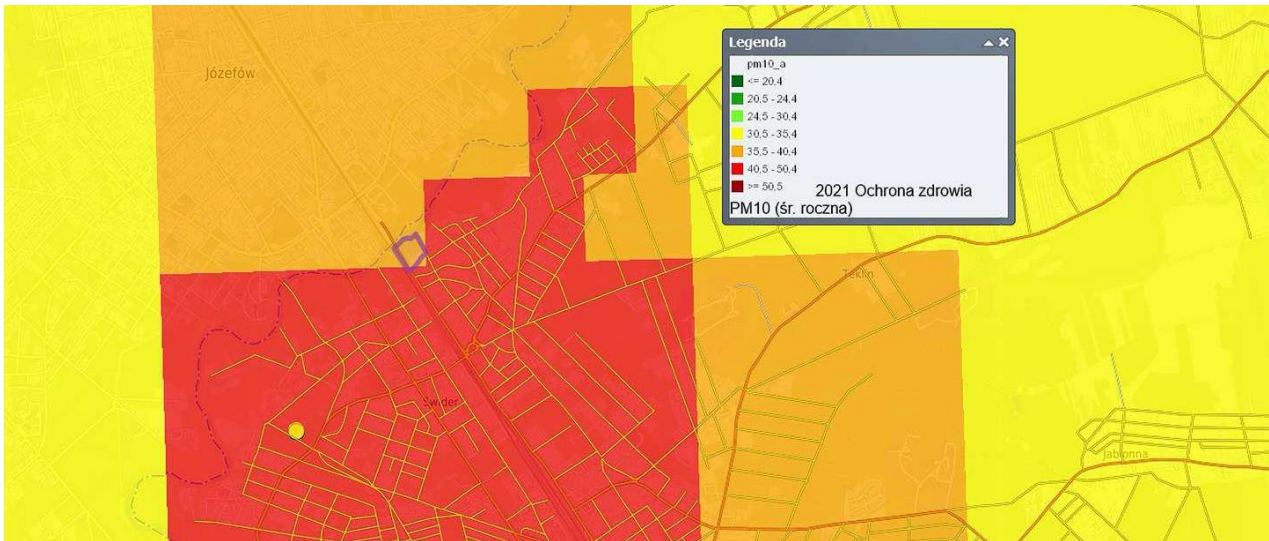 Józefów
Legenda
pm10_a
<= 20,4
20,5 - 24,4
24,5 - 30,4
30,5 - 35,4
35,5 - 40,4
40,5 - 50,4
>= 50,5
2021 Ochrona zdrowia
PM10 (śr. roczna)
Teklin
Świder
Jabłonna